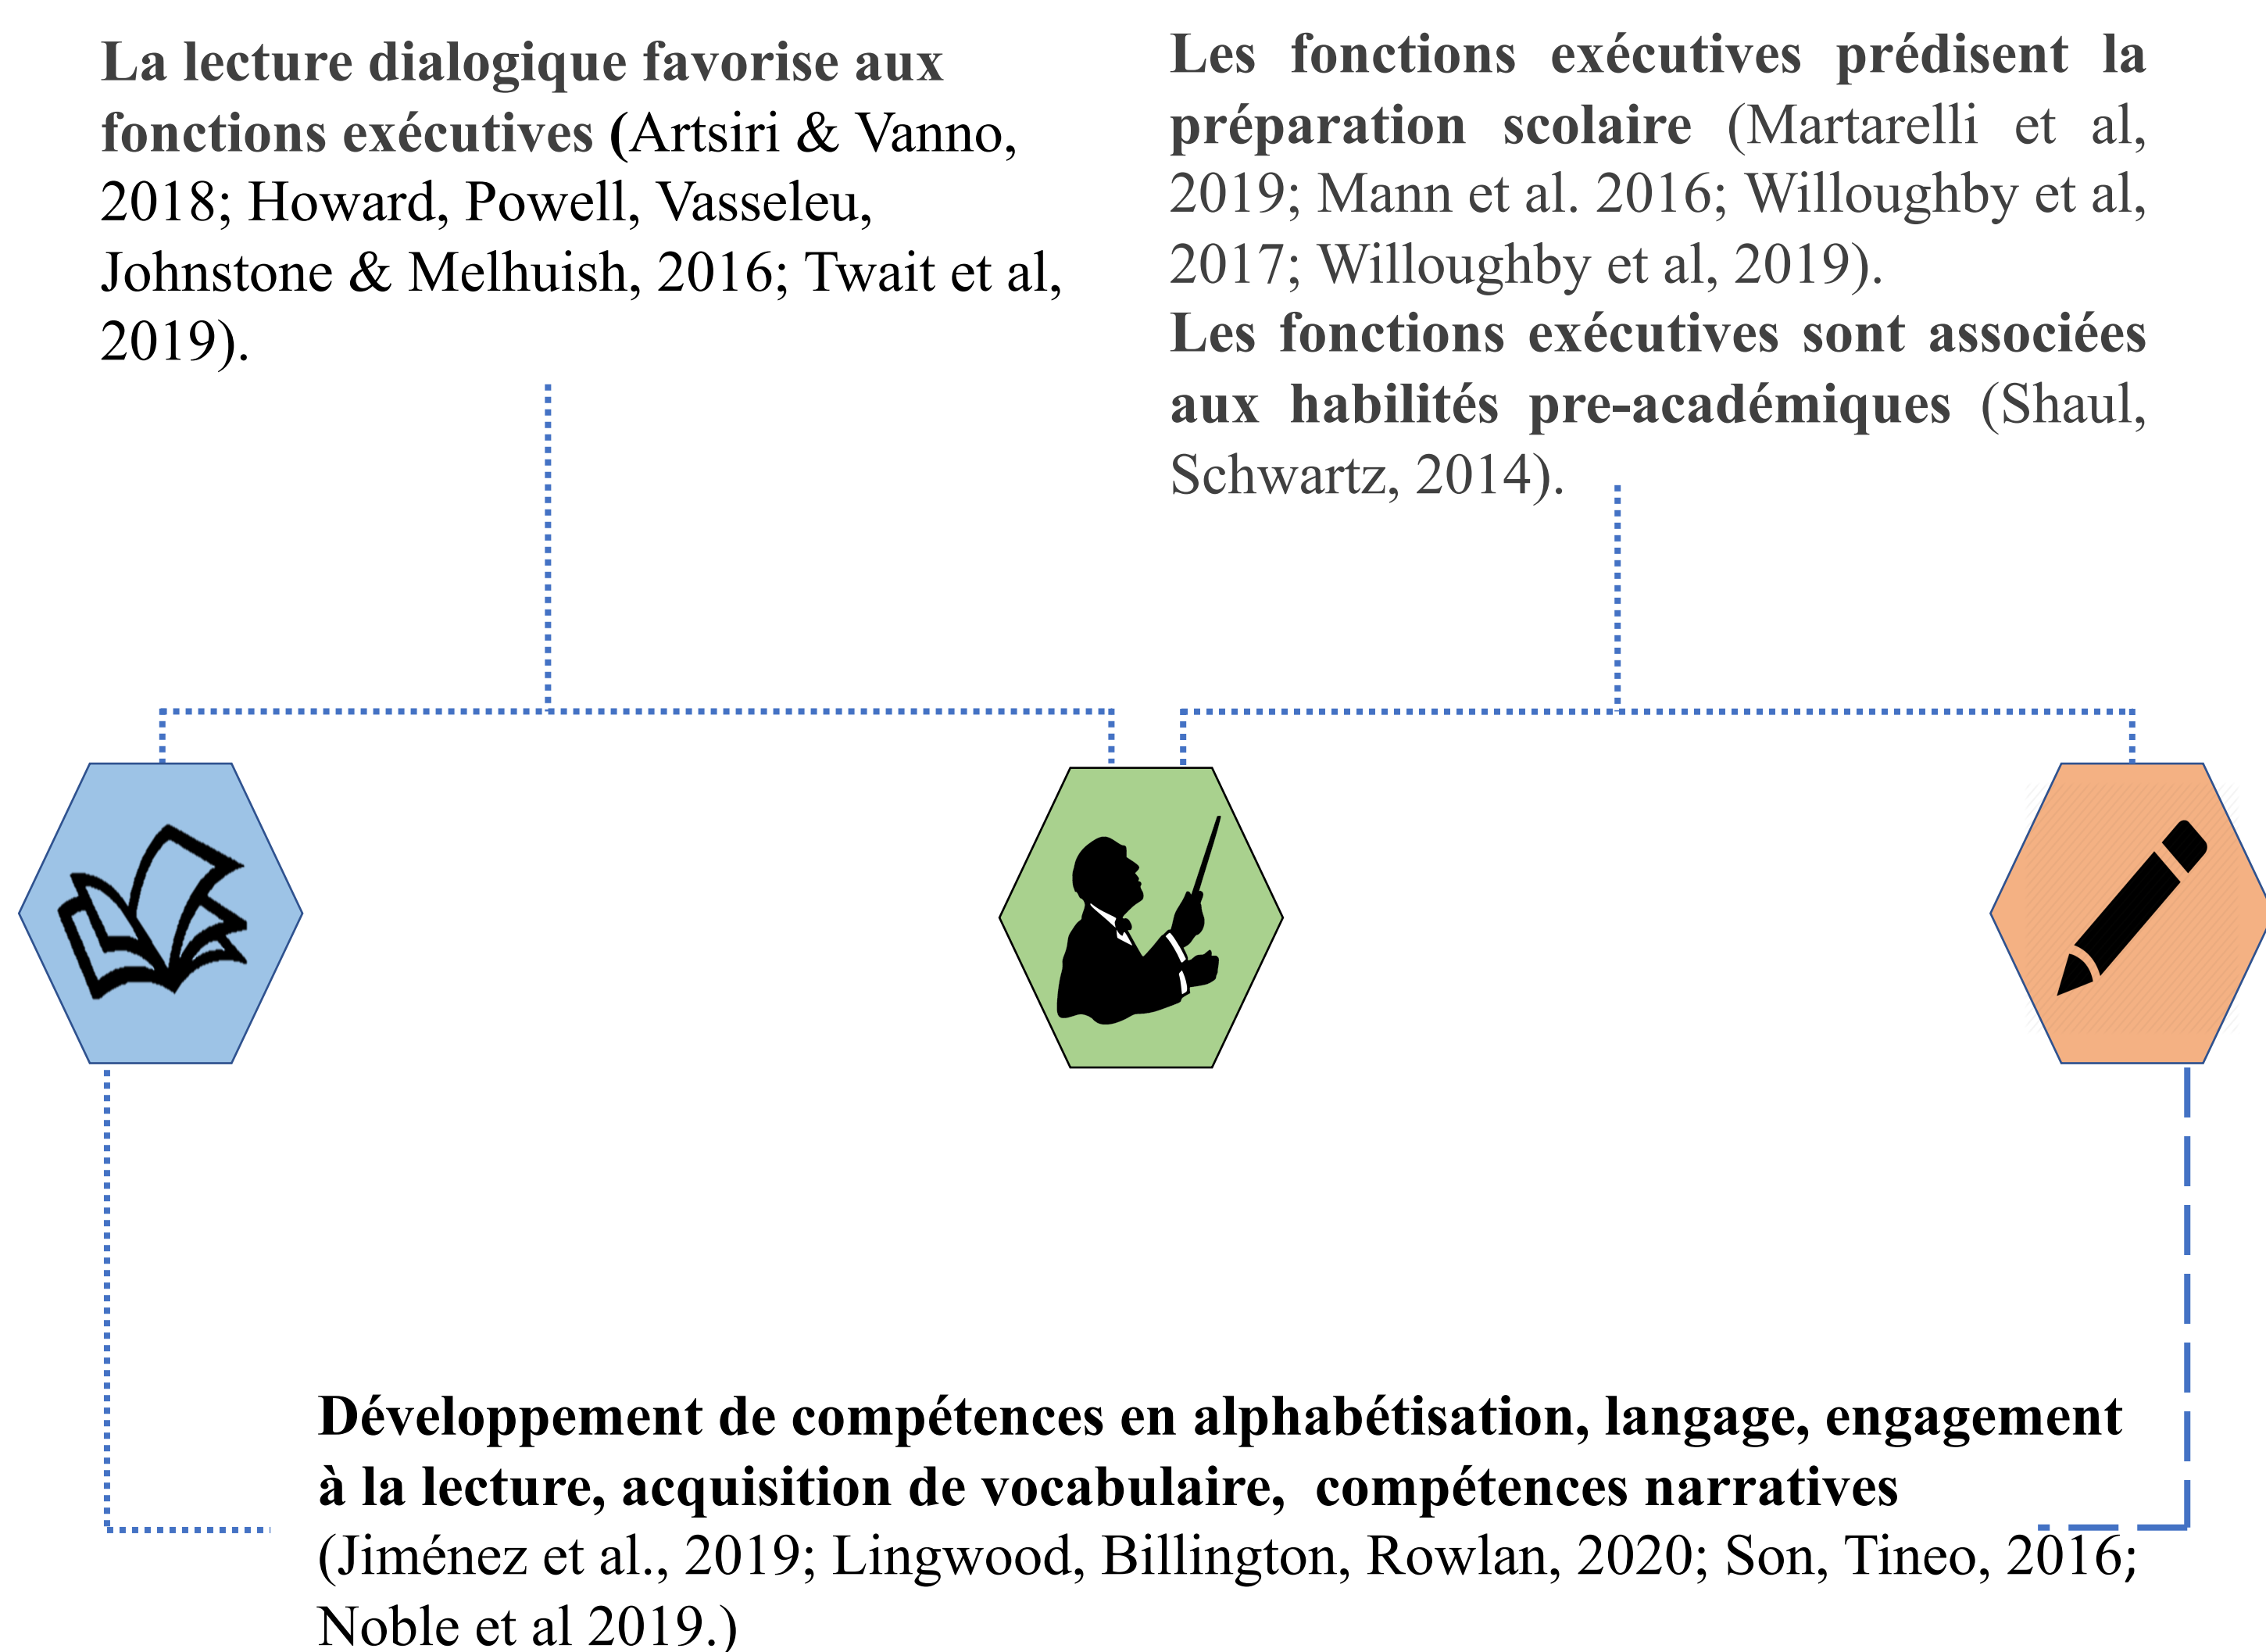 La lecture dialogique favorise aux
fonctions exécutives (Artsiri & Vanno,
2018; Howard, Powell, Vasseleu,
Johnstone & Melhuish, 2016; Twait et al,
2019).
Les fonctions exécutives prédisent la
préparation scolaire (Martarelli et al,
2019; Mann et al. 2016; Willoughby et al,
2017; Willoughby et al, 2019).
Les fonctions exécutives sont associées
aux habilités pre-académiques (Shaul,
Schwartz, 2014).
Développement de compétences en alphabétisation, langage, engagement
à la lecture, acquisition de vocabulaire, compétences narratives
(Jiménez et al., 2019; Lingwood, Billington, Rowlan, 2020; Son, Tineo, 2016;
Noble et al 2019.)